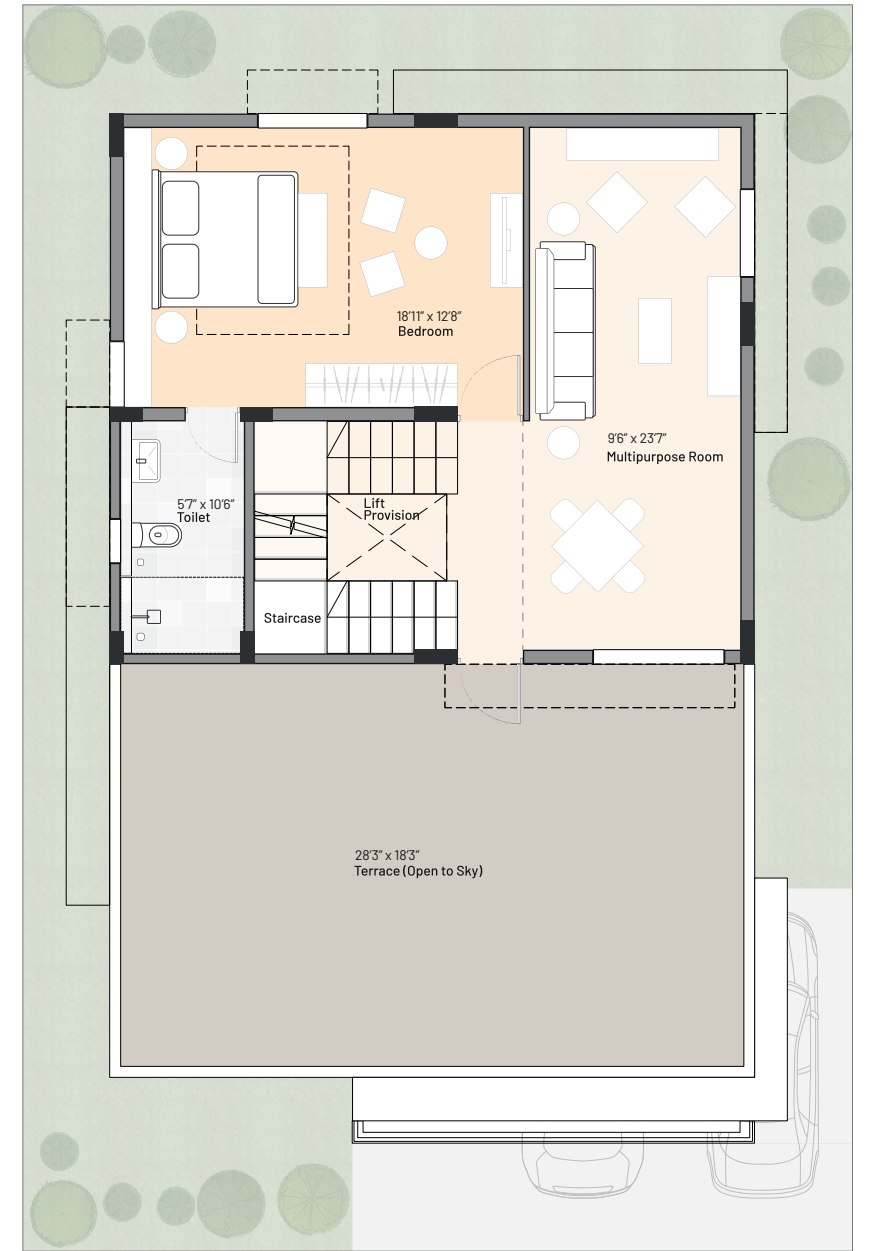 18'11" x 12'8"
Bedroom
9'6" x 23'7"
Multipurpose Room
5'7" x 10'6"
Toilet
Lift
Provision
Staircase
28'3" x 18'3"
Terrace (Open to Sky)